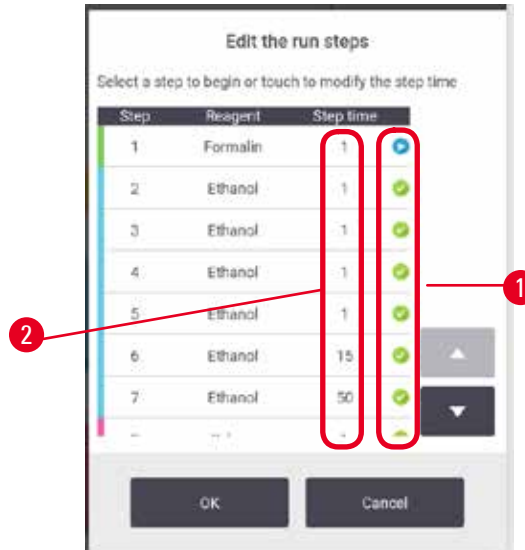 Edit the run steps
Select a step to begin or touch to modify the step time
Step Reagent Step time
1 Formalin 1
2 Ethanol 1
3 Ethanol 1
4 Ethanol 1
1
5 Ethanol 1
2
6 Ethanol 15
7 Ethanol 50
OK Cancel